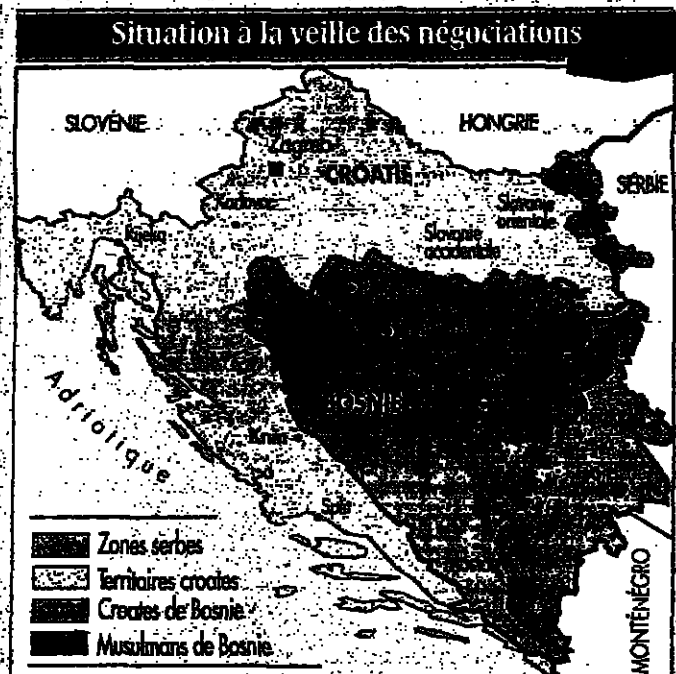 Situation à la veille des négociations
SLOVÉNIE
HONGRIE
Zagreb
CROATIE
SERBIE
Karlovac
Slavonie
orientale
Rijeka
Slavonie
occidentale
BOSNIE
Adriatique
Knin
Split
Zones serbes
Territoires croates
Croates de Bosnie
Musulmans de Bosnie
MONTÉNÉGRO